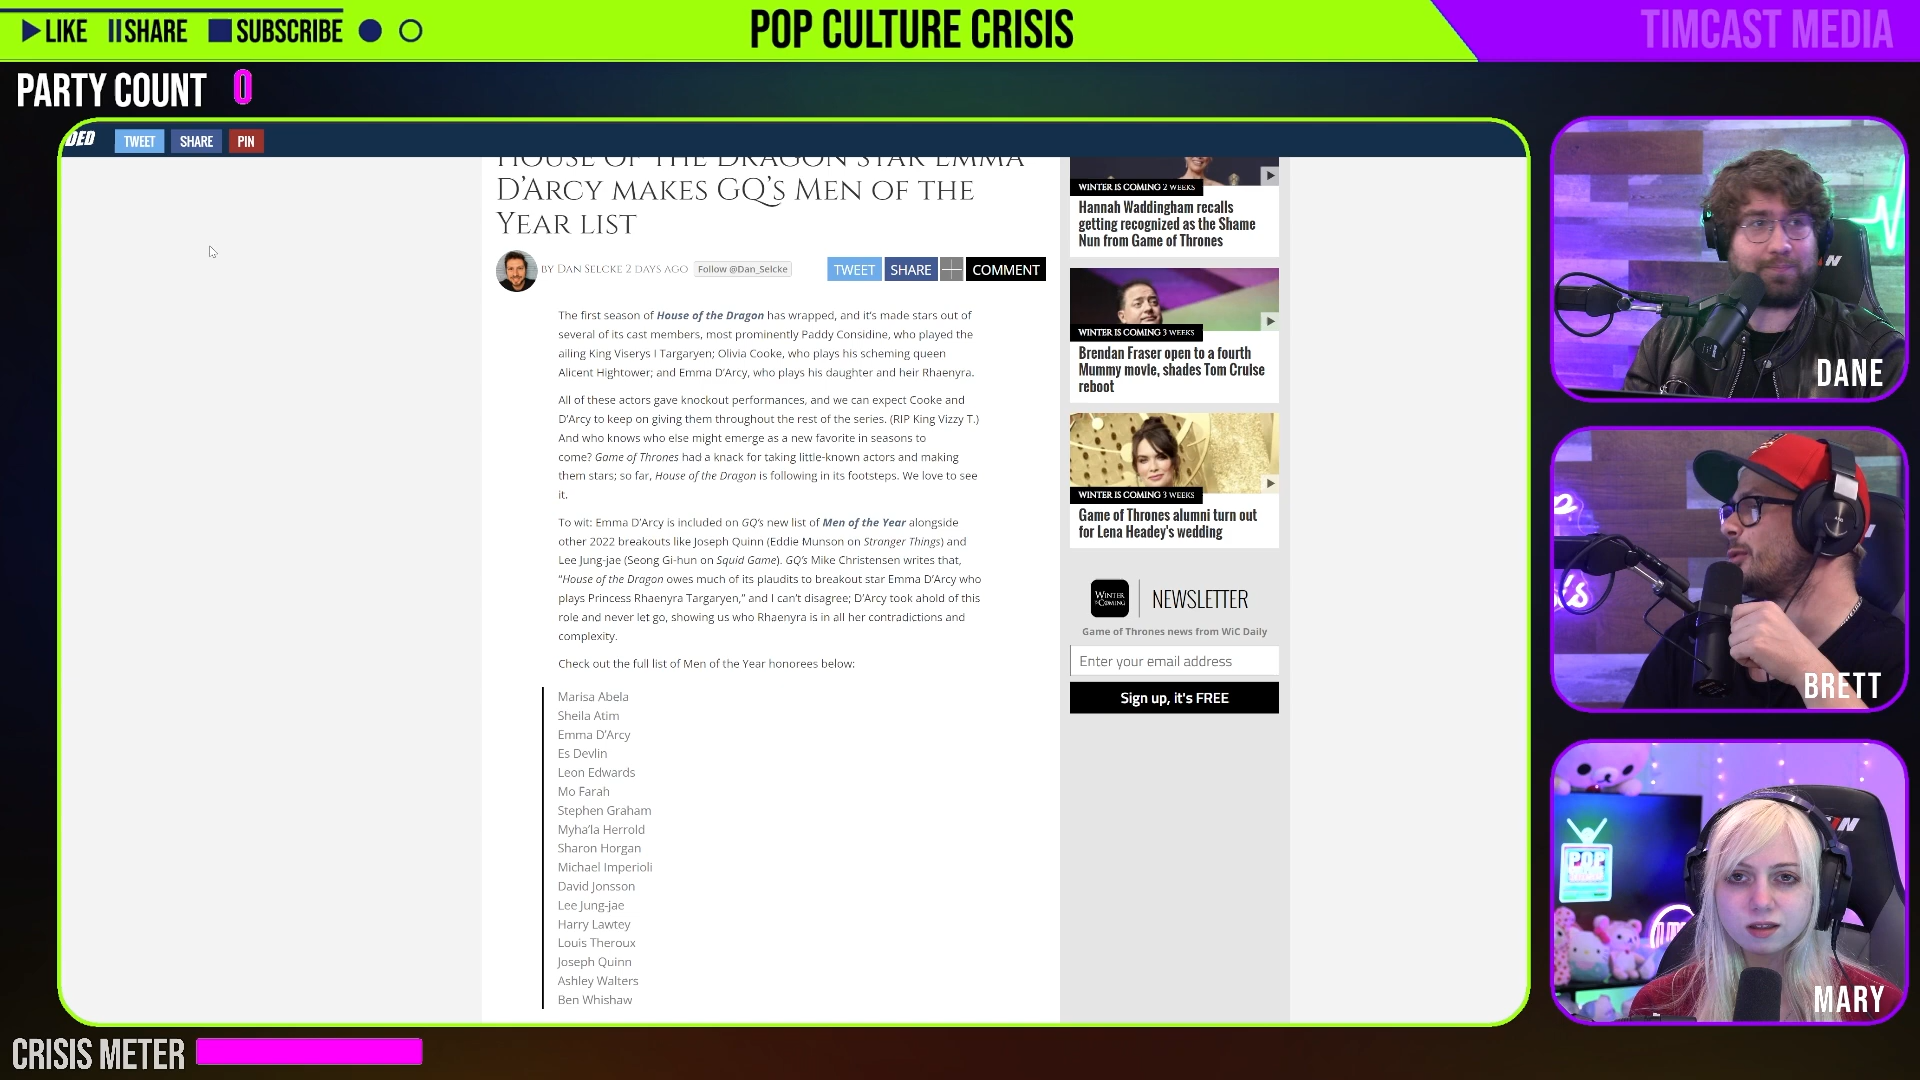 LIKE SHARE SUBSCRIBE
POP CULTURE CRISIS
TIMCAST MEDIA
PARTY COUNT 0
DED
TWEET SHARE PIN
HOUSE OF THE DRAGON STAR EMMA
D'ARCY MAKES GQ'S MEN OF THE
YEAR LIST
BY DAN SELCKE 2 DAYS AGO Follow @Dan_Selcke
TWEET SHARE COMMENT
The first season of House of the Dragon has wrapped, and it's made stars out of
several of its cast members, most prominently Paddy Considine, who played the
ailing King Viserys I Targaryen; Olivia Cooke, who plays his scheming queen
Alicent Hightower; and Emma D'Arcy, who plays his daughter and heir Rhaenyra.
All of these actors gave knockout performances, and we can expect Cooke and
D'Arcy to keep on giving them throughout the rest of the series. (RIP King Vizzy T.)
And who knows who else might emerge as a new favorite in seasons to
come? Game of Thrones had a knack for taking little-known actors and making
them stars; so far, House of the Dragon is following in its footsteps. We love to see
it.
To wit: Emma D'Arcy is included on GQ's new list of Men of the Year alongside
other 2022 breakouts like Joseph Quinn (Eddie Munson on Stranger Things) and
Lee Jung-jae (Seong Gi-hun on Squid Game). GQ's Mike Christensen writes that,
"House of the Dragon owes much of its plaudits to breakout star Emma D'Arcy who
plays Princess Rhaenyra Targaryen," and I can't disagree; D'Arcy took ahold of this
role and never let go, showing us who Rhaenyra is in all her contradictions and
complexity.
Check out the full list of Men of the Year honorees below:
Marisa Abela
Sheila Atim
Emma D'Arcy
Es Devlin
Leon Edwards
Mo Farah
Stephen Graham
Myha'la Herrold
Sharon Horgan
Michael Imperioli
David Jonsson
Lee Jung-jae
Harry Lawtey
Louis Theroux
Joseph Quinn
Ashley Walters
Ben Whishaw
WINTER IS COMING 2 WEEKS
Hannah Waddingham recalls
getting recognized as the Shame
Nun from Game of Thrones
WINTER IS COMING 3 WEEKS
Brendan Fraser open to a fourth
Mummy movie, shades Tom Cruise
reboot
WINTER IS COMING 3 WEEKS
Game of Thrones alumni turn out
for Lena Headey's wedding
WINTER IS COMING
NEWSLETTER
Game of Thrones news from WiC Daily
Enter your email address
Sign up, it's FREE
DANE
BRETT
POP
MARY
CRISIS METER